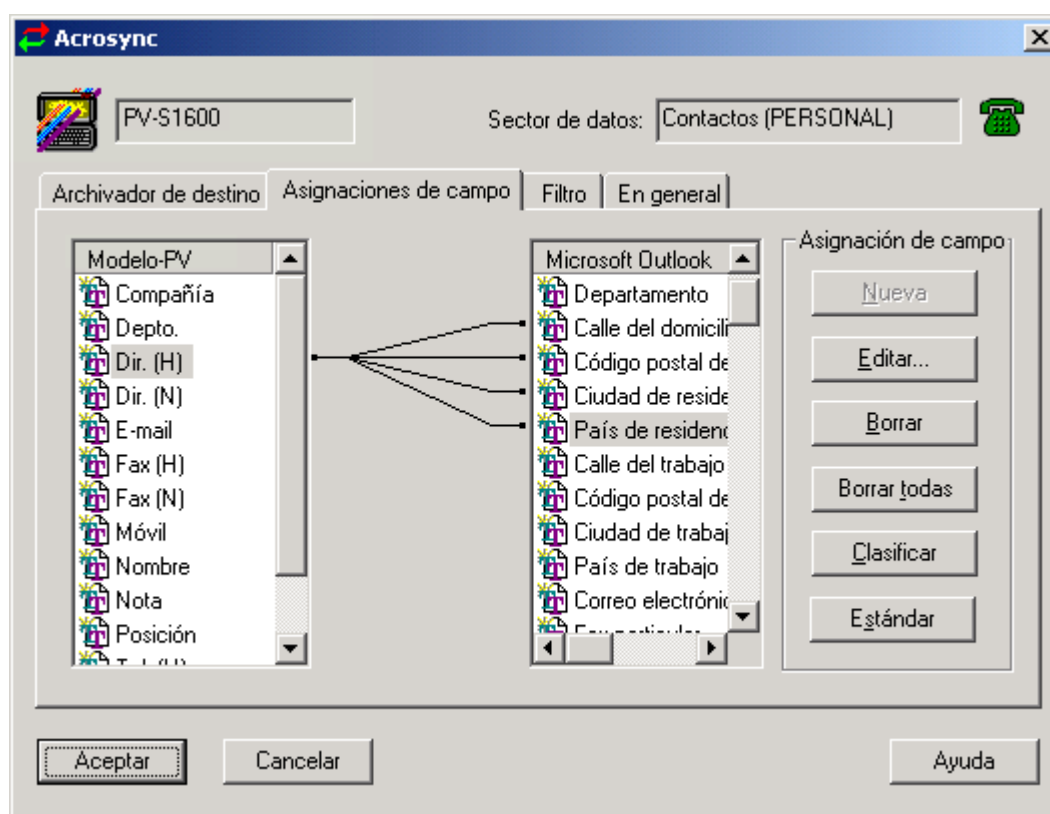 Acrosync
PV-S1600
Sector de datos: Contactos (PERSONAL)
Archivador de destino Asignaciones de campo Filtro En general
Modelo-PV
Compañía
Depto.
Dir. (H)
Dir. (N)
E-mail
Fax (H)
Fax (N)
Móvil
Nombre
Nota
Posición
Microsoft Outlook
Departamento
Calle del domicili
Código postal de
Ciudad de reside
País de residenc
Calle del trabajo
Código postal de
Ciudad de trabaj
País de trabajo
Correo electrónic
Asignación de campo
Nueva
Editar...
Borrar
Borrar todas
Clasificar
Estándar
Aceptar Cancelar Ayuda